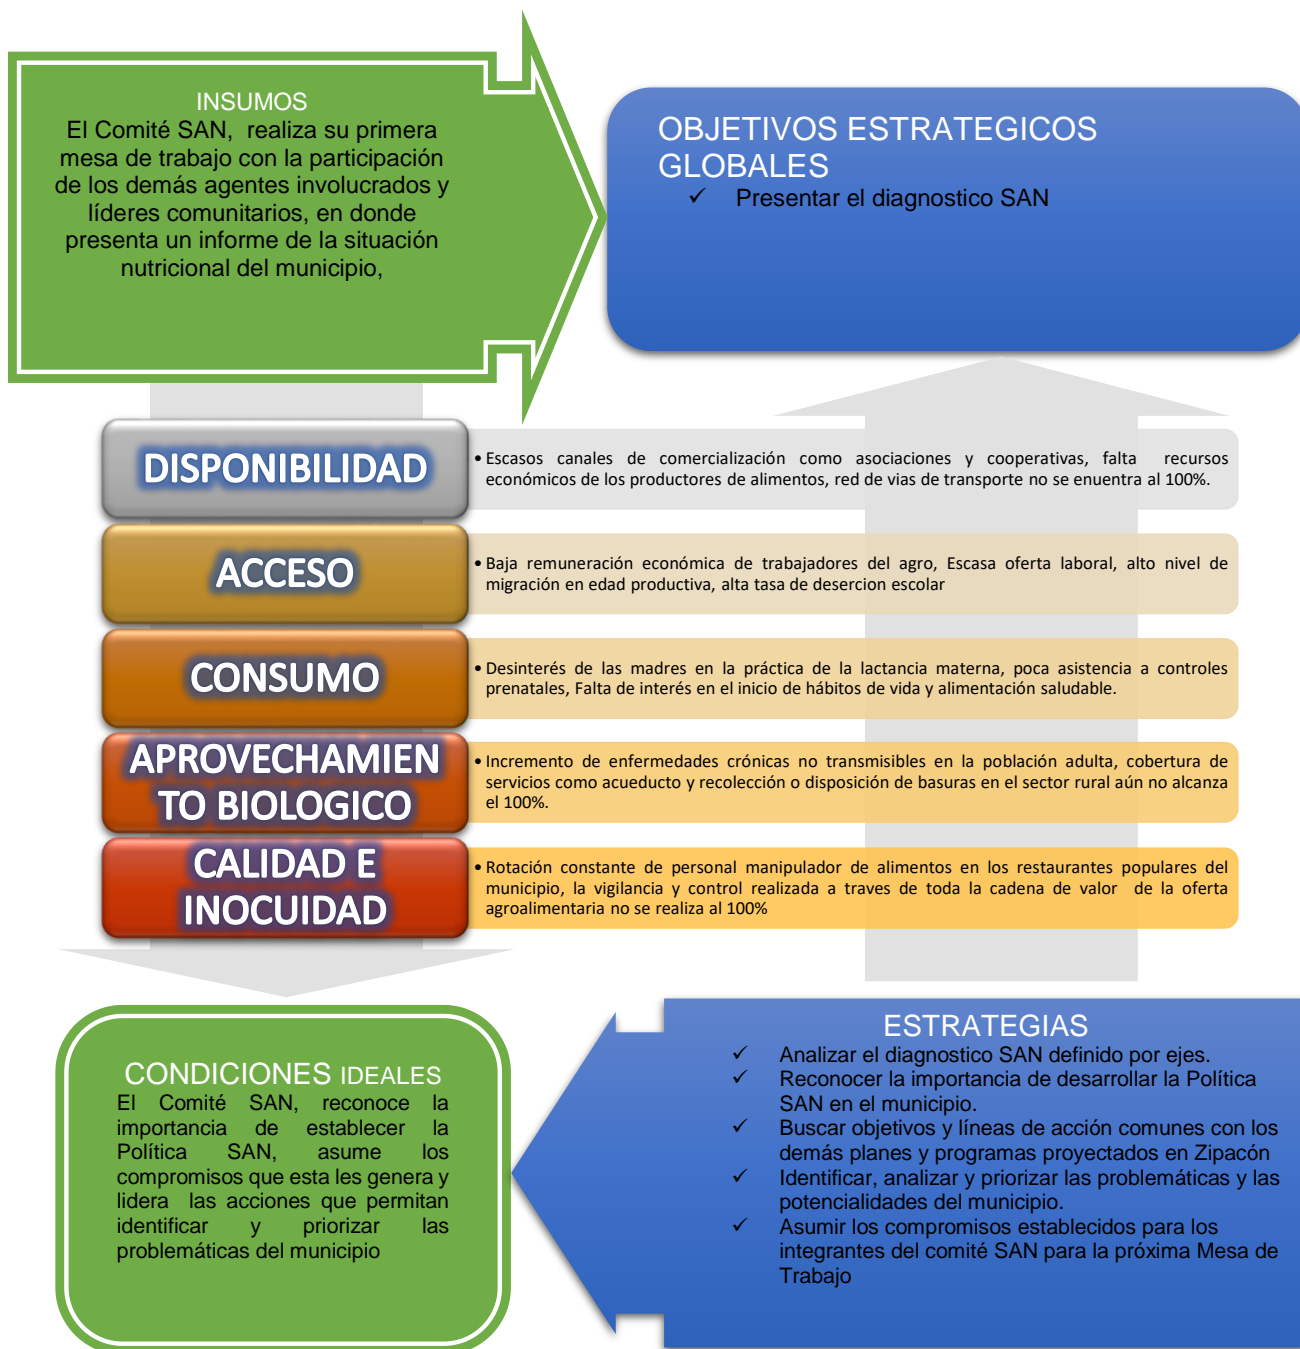 INSUMOS
El Comité SAN, realiza su primera
mesa de trabajo con la participación
de los demás agentes involucrados y
líderes comunitarios, en donde
presenta un informe de la situación
nutricional del municipio,
OBJETIVOS ESTRATEGICOS
GLOBALES
✓ Presentar el diagnostico SAN
DISPONIBILIDAD
• Escasos canales de comercialización como asociaciones y cooperativas, falta recursos
económicos de los productores de alimentos, red de vias de transporte no se enuentra al 100%.
ACCESO
• Baja remuneración económica de trabajadores del agro, Escasa oferta laboral, alto nivel de
migración en edad productiva, alta tasa de desercion escolar
CONSUMO
• Desinterés de las madres en la práctica de la lactancia materna, poca asistencia a controles
prenatales, Falta de interés en el inicio de hábitos de vida y alimentación saludable.
APROVECHAMIEN
TO BIOLOGICO
• Incremento de enfermedades crónicas no transmisibles en la población adulta, cobertura de
servicios como acueducto y recolección o disposición de basuras en el sector rural aún no alcanza
el 100%.
CALIDAD E
INOCUIDAD
• Rotación constante de personal manipulador de alimentos en los restaurantes populares del
municipio, la vigilancia y control realizada a traves de toda la cadena de valor de la oferta
agroalimentaria no se realiza al 100%
CONDICIONES IDEALES
El Comité SAN, reconoce la
importancia de establecer la
Política SAN, asume los
compromisos que esta les genera y
lidera las acciones que permitan
identificar y priorizar las
problemáticas del municipio
ESTRATEGIAS
✓ Analizar el diagnostico SAN definido por ejes.
✓ Reconocer la importancia de desarrollar la Política
SAN en el municipio.
✓ Buscar objetivos y líneas de acción comunes con los
demás planes y programas proyectados en Zipacón
✓ Identificar, analizar y priorizar las problemáticas y las
potencialidades del municipio.
✓ Asumir los compromisos establecidos para los
integrantes del comité SAN para la próxima Mesa de
Trabajo